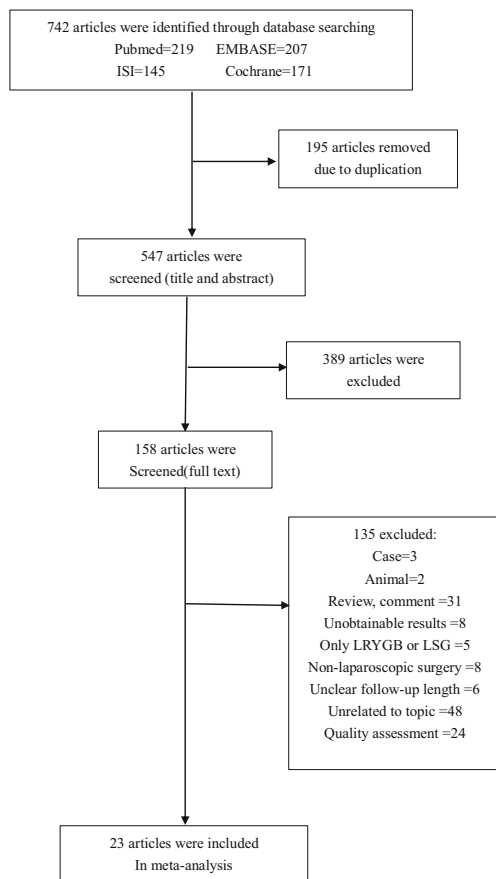 742 articles were identified through database searching
Pubmed=219 EMBASE=207
ISI=145 Cochrane=171
195 articles removed
due to duplication
547 articles were
screened (title and abstract)
389 articles were
excluded
158 articles were
Screened(full text)
135 excluded:
Case=3
Animal=2
Review, comment =31
Unobtainable results =8
Only LRYGB or LSG =5
Non-laparoscopic surgery =8
Unclear follow-up length =6
Unrelated to topic =48
Quality assessment =24
23 articles were included
In meta-analysis